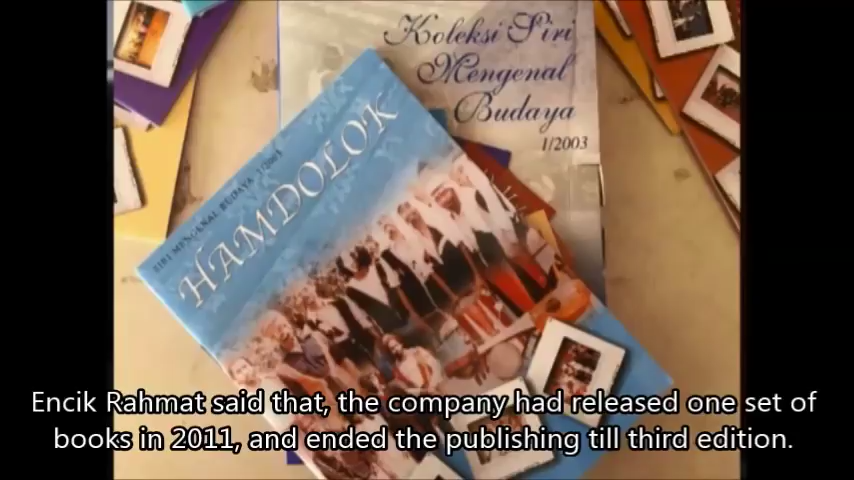 Koleksi Siri
Mengenal
Budaya
1/2003
SIRI MENGENAL BUDAYA 1/2003
HAMDOLOK
Encik Rahmat said that, the company had released one set of
books in 2011, and ended the publishing till third edition.